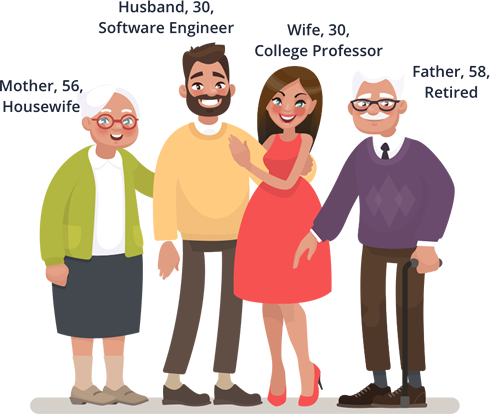 Husband, 30,
Software Engineer
Wife, 30,
College Professor
Mother, 56,
Housewife
Father, 58,
Retired